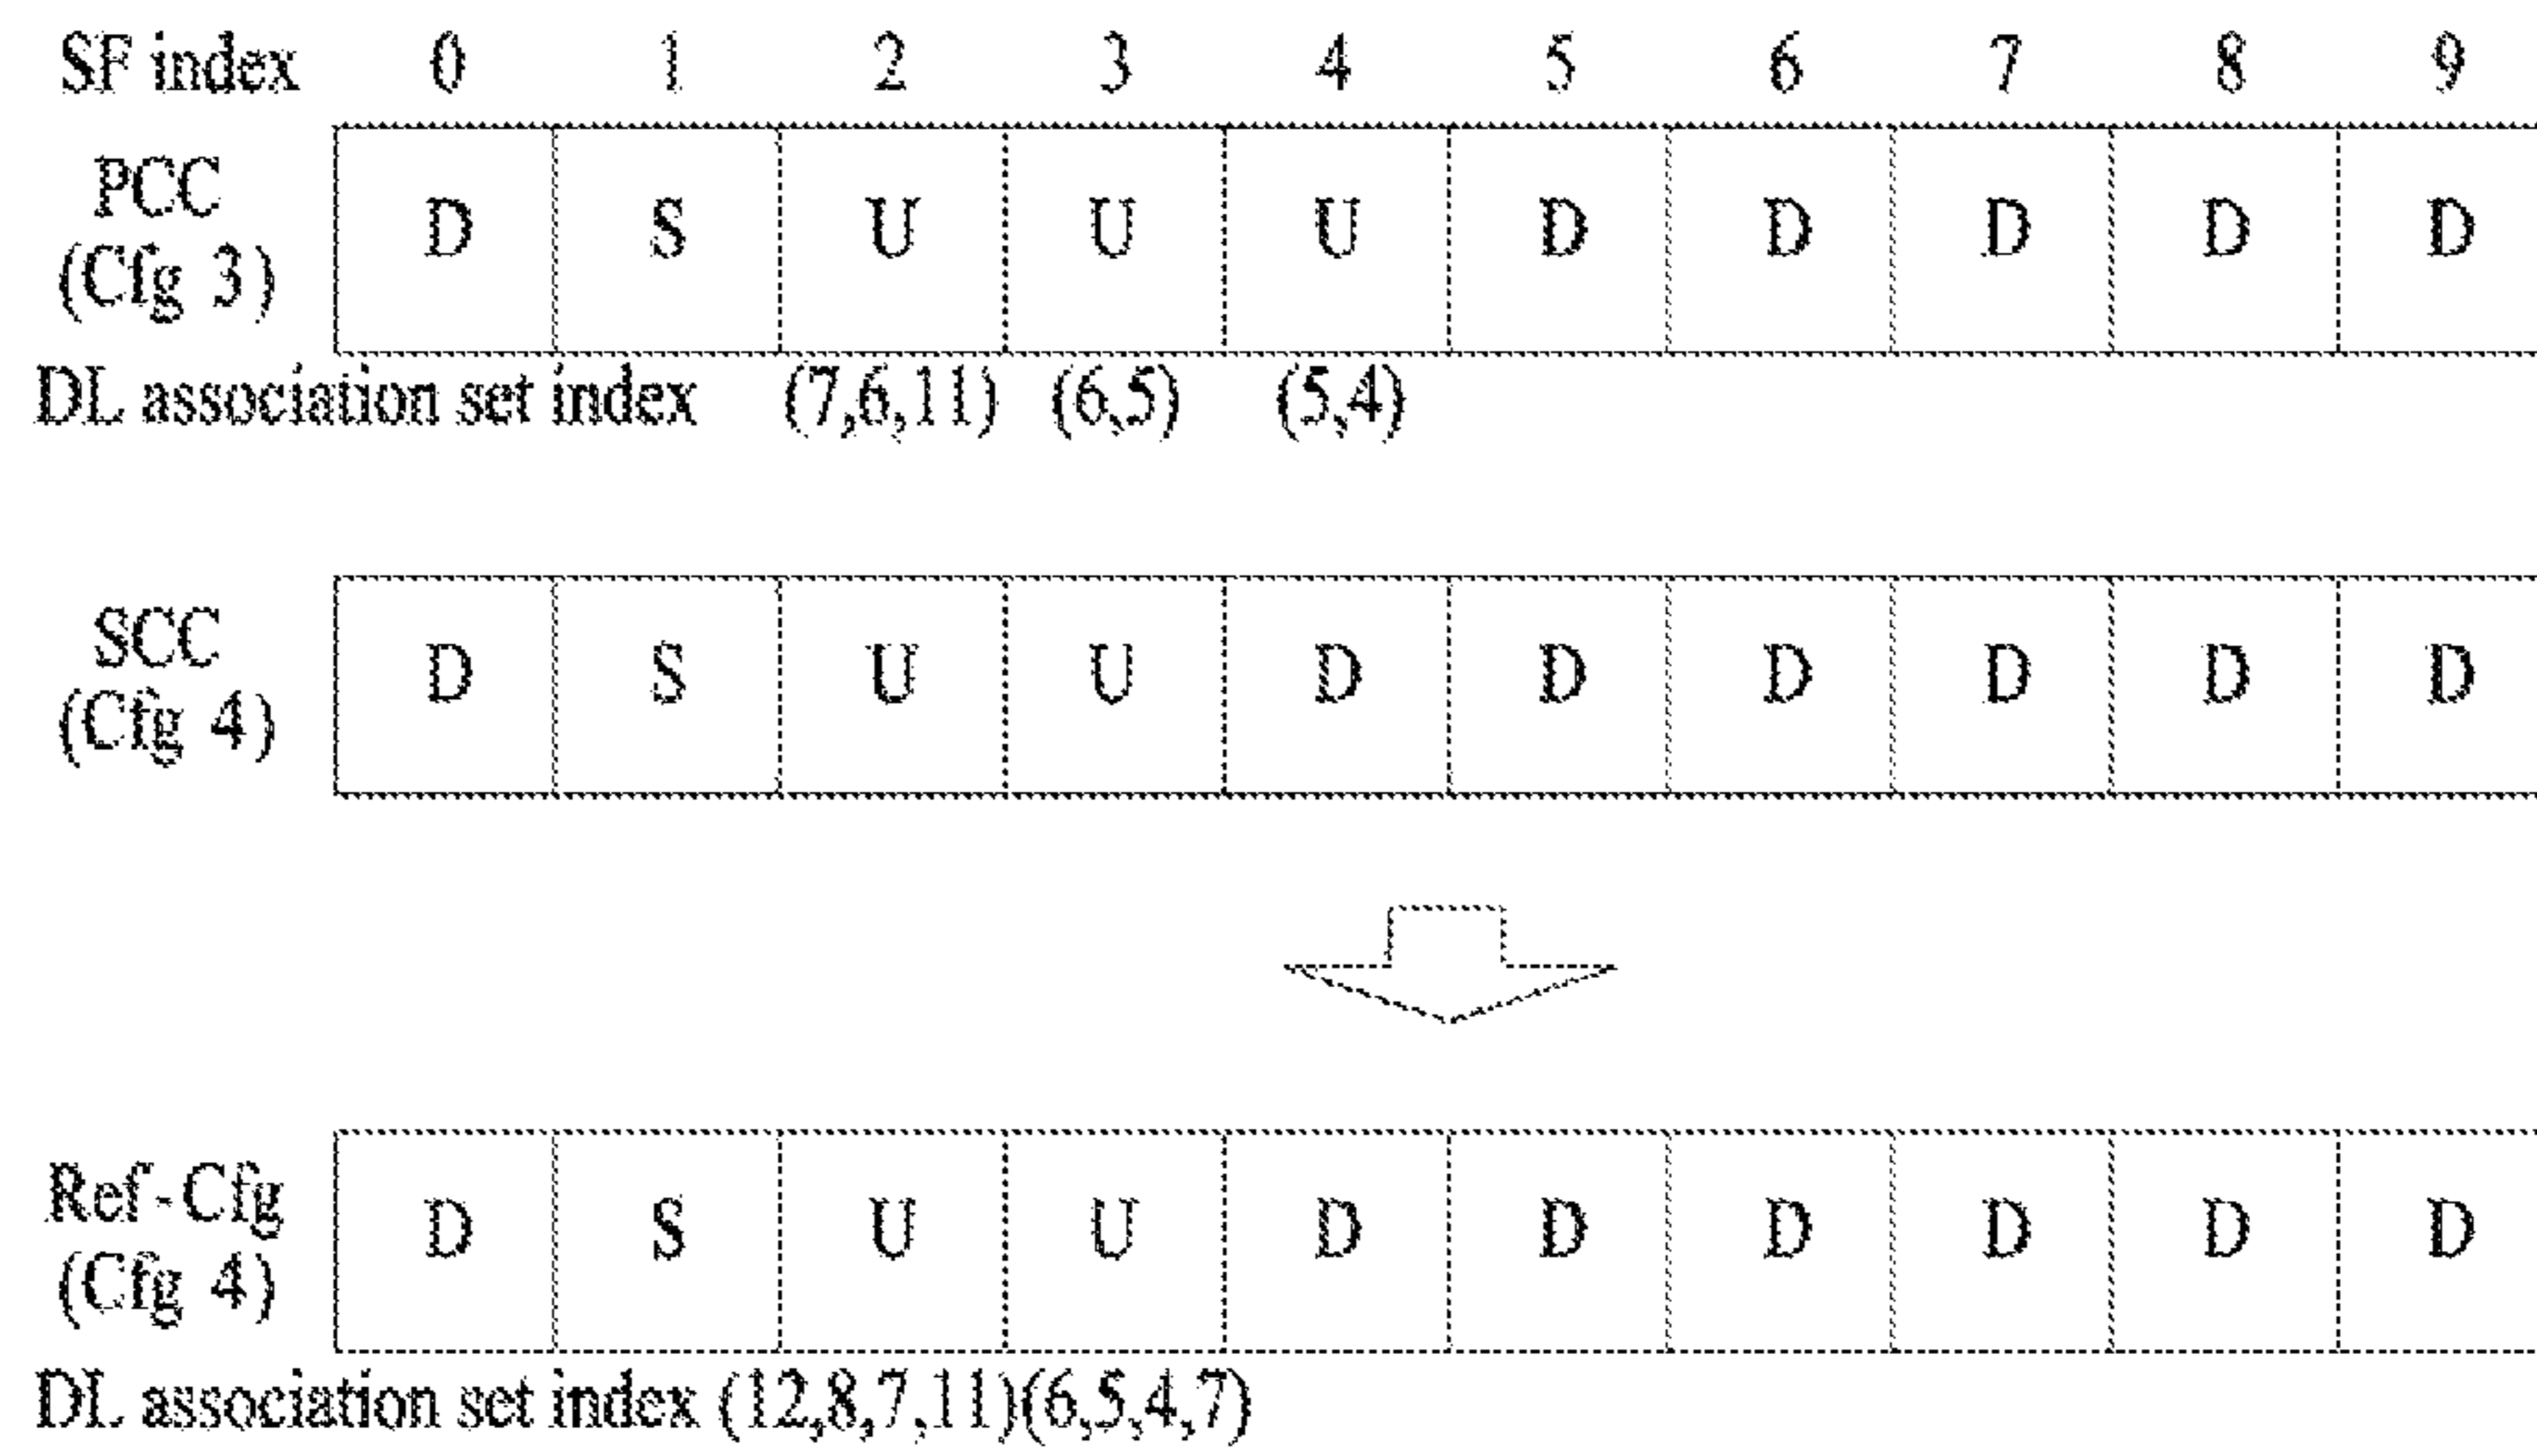 SF index 0 1 2 3 4 5 6 7 8 9
PCC
(Cfg 3)
D S U U U D D D D D
DL association set index (7,6,11) (6,5) (5,4)
SCC
(Cfg 4)
D S U U D D D D D D
Ref-Cfg
(Cfg 4)
D S U U D D D D D D
DL association set index (12,8,7,11)(6,5,4,7)